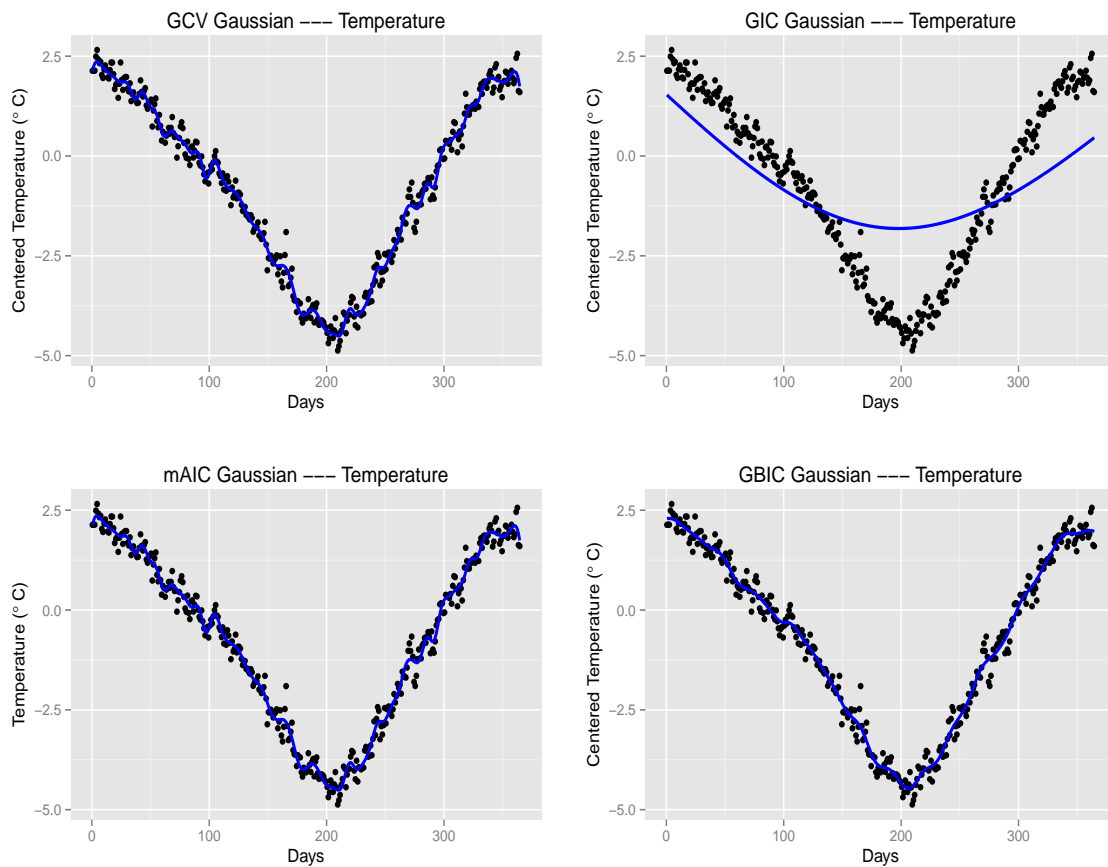 GCV Gaussian −−− Temperature
Centered Temperature (° C)
2.5
0.0
−2.5
−5.0
0 100 200 300
Days
GIC Gaussian −−− Temperature
Centered Temperature (° C)
2.5
0.0
−2.5
−5.0
0 100 200 300
Days
mAIC Gaussian −−− Temperature
Temperature (° C)
2.5
0.0
−2.5
−5.0
0 100 200 300
Days
GBIC Gaussian −−− Temperature
Centered Temperature (° C)
2.5
0.0
−2.5
−5.0
0 100 200 300
Days